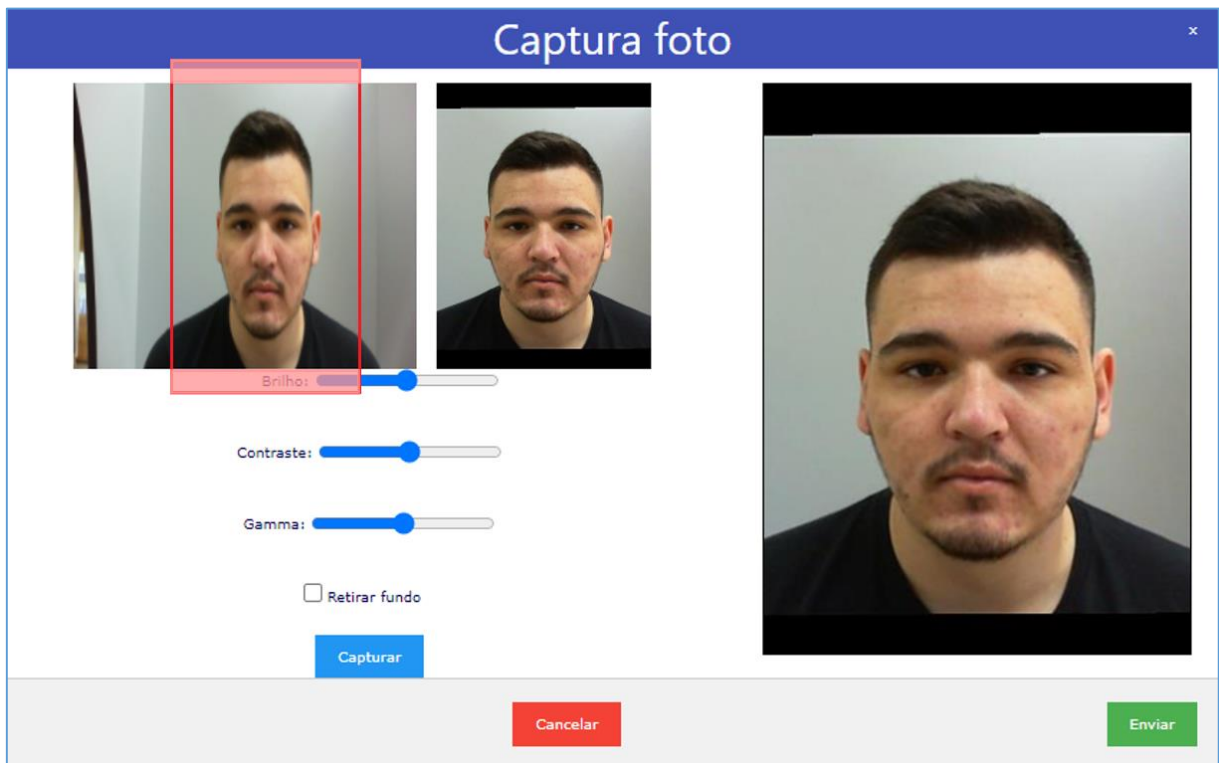 Captura foto
x
Brilho:
Contraste:
Gamma:
Retirar fundo
Capturar
Cancelar
Enviar